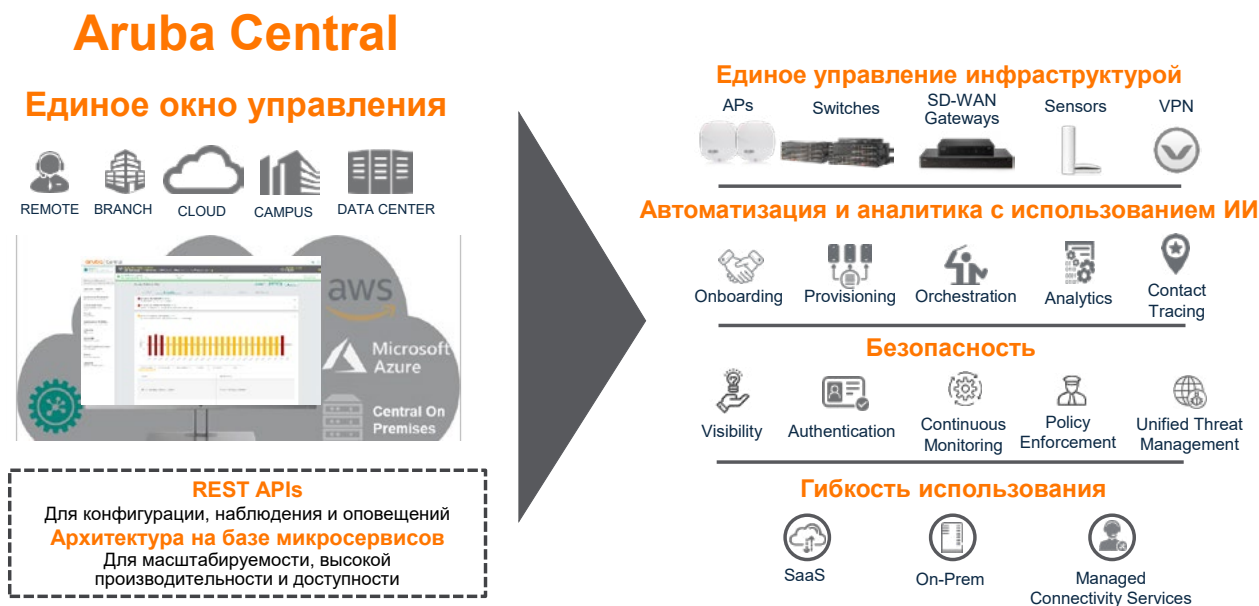 Aruba Central
Единое окно управления
REMOTE
BRANCH
CLOUD
CAMPUS
DATA CENTER
aws
Microsoft
Azure
Central On
Premises
REST APIs
Для конфигурации, наблюдения и оповещений
Архитектура на базе микросервисов
Для масштабируемости, высокой
производительности и доступности
Единое управление инфраструктурой
APs
Switches
SD-WAN
Gateways
Sensors
VPN
Автоматизация и аналитика с использованием ИИ
Onboarding
Provisioning
Orchestration
Analytics
Contact
Tracing
Безопасность
Visibility
Authentication
Continuous
Monitoring
Policy
Enforcement
Unified Threat
Management
Гибкость использования
SaaS
On-Prem
Managed
Connectivity Services